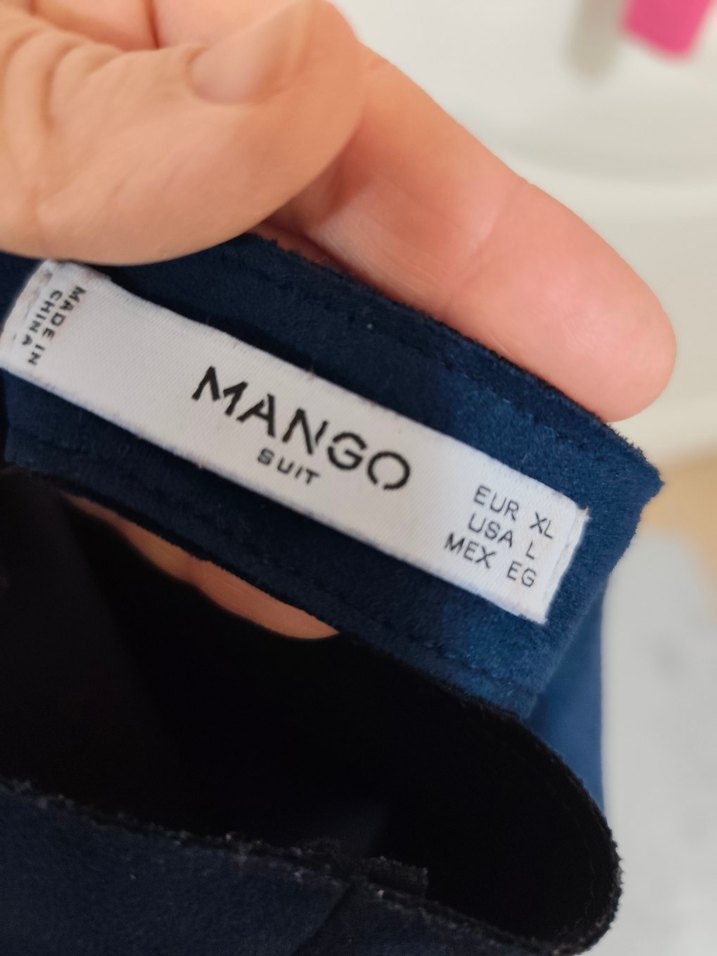 MADE IN
CHINA
MANGO
SUIT
EUR XL
USA L
MEX EG